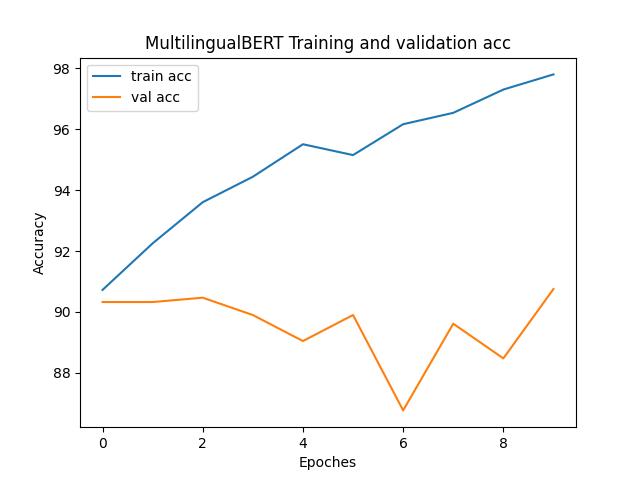 MultilingualBERT Training and validation acc
train acc
val acc
98
96
94
92
90
88
Accuracy
0 2 4 6 8
Epoches